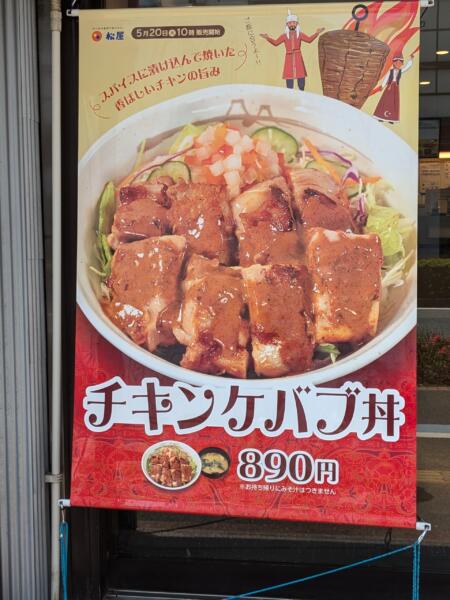 松屋
5月20日火10時 販売開始
スパイスに漬け込んで焼いた
香ばしいチキンの旨み
チキンケバブ丼
890円
※お持ち帰りにみそ汁はつきません